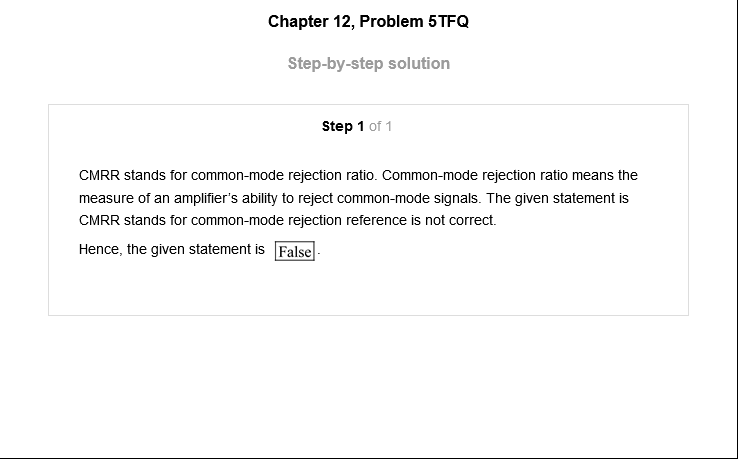 Chapter 12, Problem 5TFQ
Step-by-step solution
Step 1 of 1
CMRR stands for common-mode rejection ratio. Common-mode rejection ratio means the
measure of an amplifier's ability to reject common-mode signals. The given statement is
CMRR stands for common-mode rejection reference is not correct.
Hence, the given statement is False.